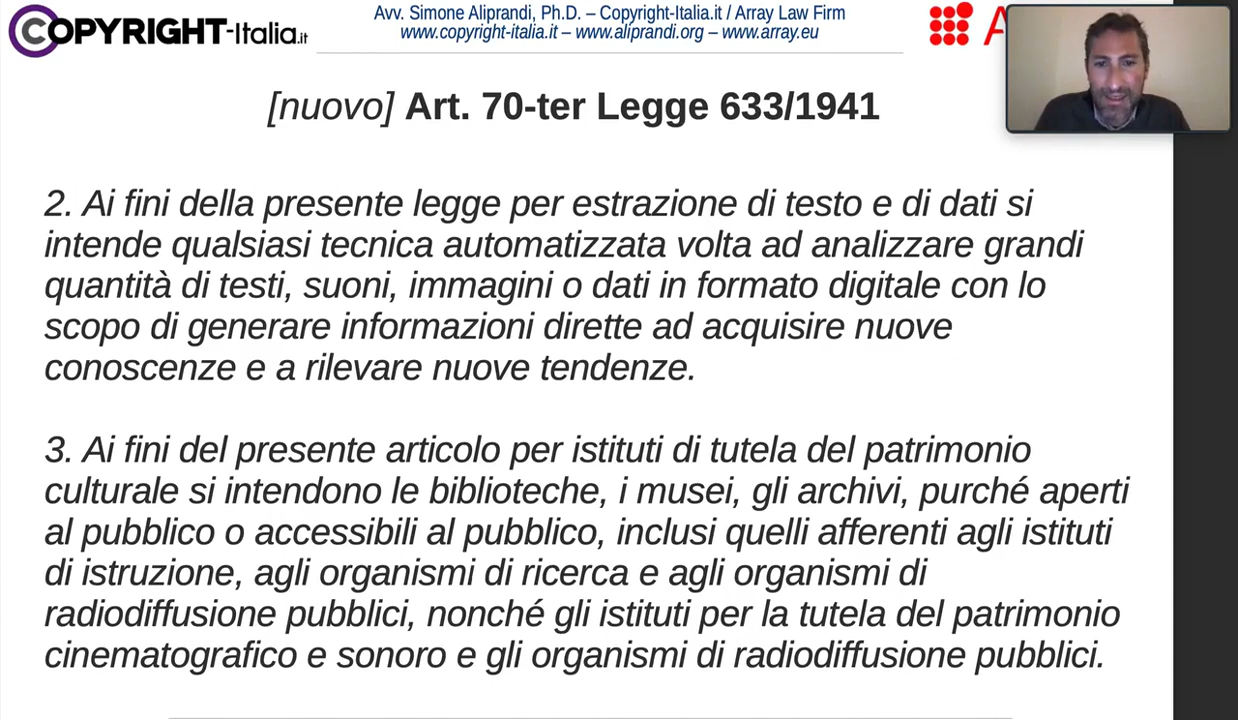 COPYRIGHT-Italia.it
Avv. Simone Aliprandi, Ph.D. – Copyright-Italia.it / Array Law Firm
www.copyright-italia.it – www.aliprandi.org – www.array.eu
A
[nuovo] Art. 70-ter Legge 633/1941
2. Ai fini della presente legge per estrazione di testo e di dati si
intende qualsiasi tecnica automatizzata volta ad analizzare grandi
quantità di testi, suoni, immagini o dati in formato digitale con lo
scopo di generare informazioni dirette ad acquisire nuove
conoscenze e a rilevare nuove tendenze.
3. Ai fini del presente articolo per istituti di tutela del patrimonio
culturale si intendono le biblioteche, i musei, gli archivi, purché aperti
al pubblico o accessibili al pubblico, inclusi quelli afferenti agli istituti
di istruzione, agli organismi di ricerca e agli organismi di
radiodiffusione pubblici, nonché gli istituti per la tutela del patrimonio
cinematografico e sonoro e gli organismi di radiodiffusione pubblici.